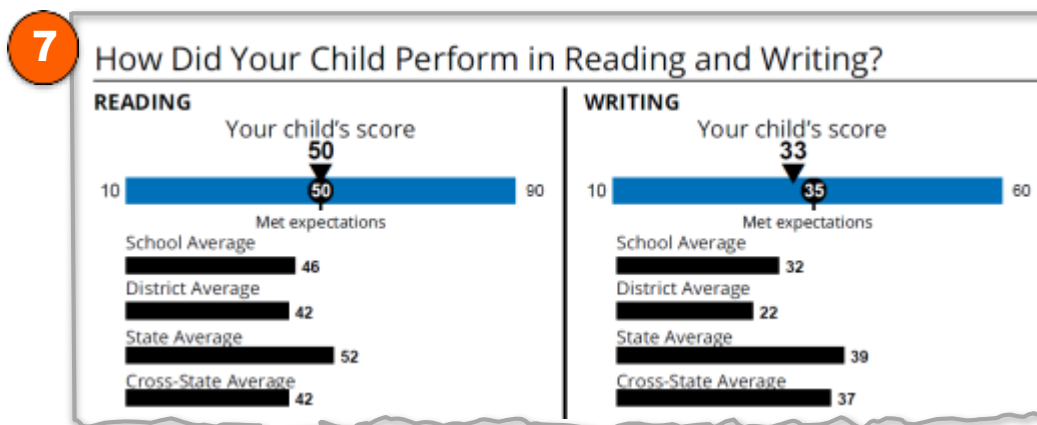 7
How Did Your Child Perform in Reading and Writing?
READING
Your child's score
50
10 50 90
Met expectations
School Average
46
District Average
42
State Average
52
Cross-State Average
42
WRITING
Your child's score
33
10 35 60
Met expectations
School Average
32
District Average
22
State Average
39
Cross-State Average
37